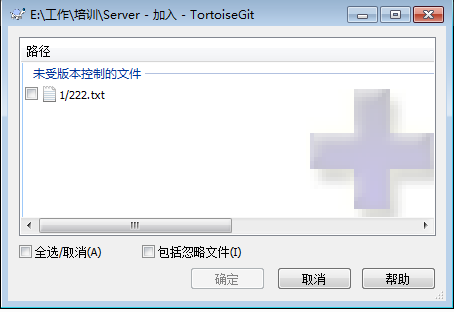 E:\工作\培训\Server - 加入 - TortoiseGit
路径
未受版本控制的文件
1/222.txt
全选/取消(A)
包括忽略文件(I)
确定
取消
帮助